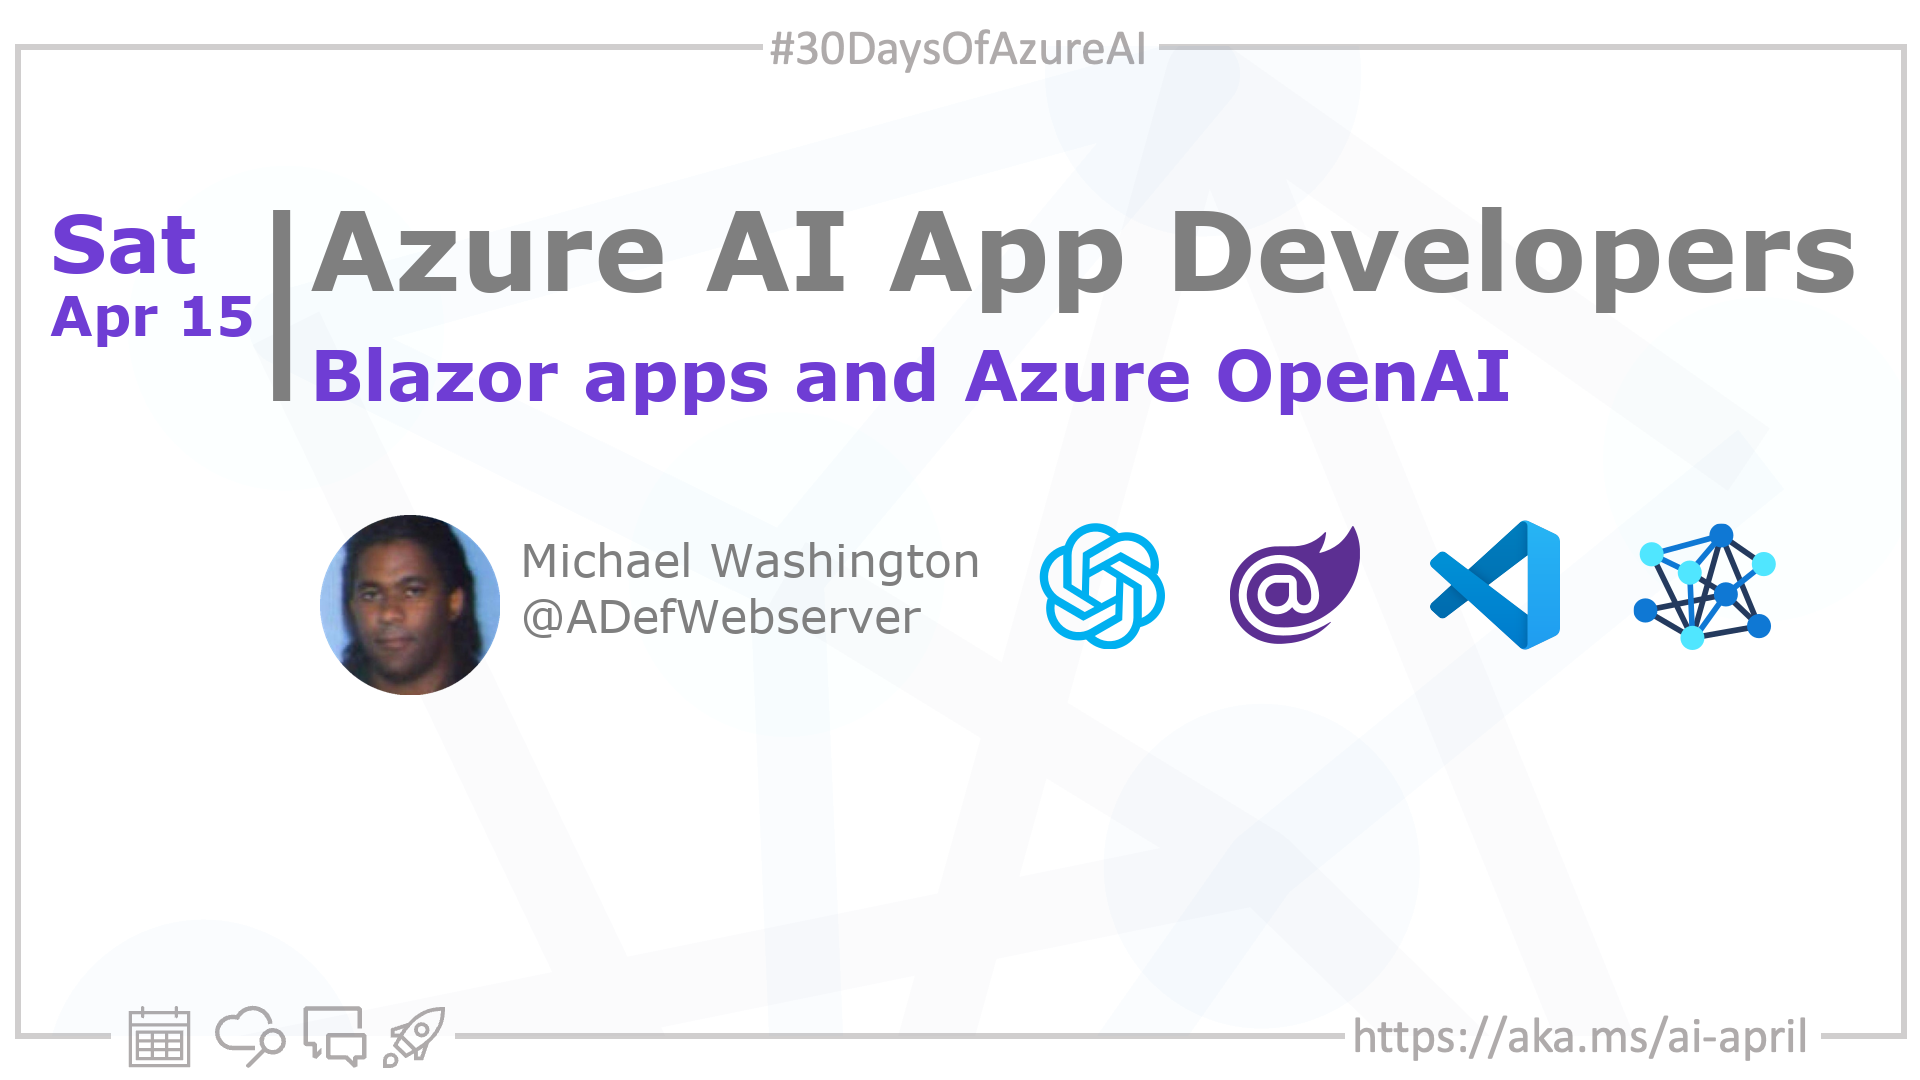 #30DaysOfAzureAI
Sat
Apr 15
Azure AI App Developers
Blazor apps and Azure OpenAI
Michael Washington
@ADefWebserver
https://aka.ms/ai-april